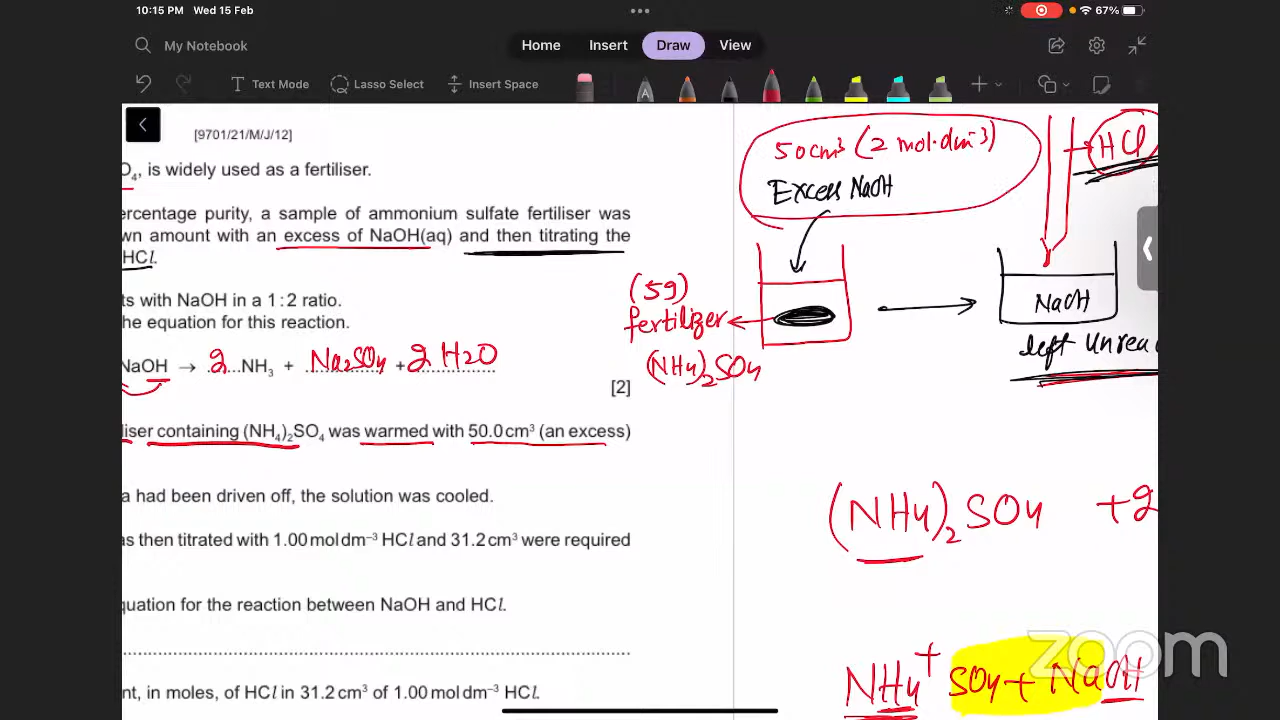 10:15 PM Wed 15 Feb
67%
My Notebook
Home Insert Draw View
Text Mode Lasso Select Insert Space
[9701/21/M/J/12]
O₄, is widely used as a fertiliser.
ercentage purity, a sample of ammonium sulfate fertiliser was
wn amount with an excess of NaOH(aq) and then titrating the
HCl.
ts with NaOH in a 1:2 ratio.
he equation for this reaction.
NaOH → 2...NH₃ + Na₂SO₄ + 2 H₂O
[2]
liser containing (NH₄)₂SO₄ was warmed with 50.0 cm³ (an excess)
a had been driven off, the solution was cooled.
as then titrated with 1.00 mol dm⁻³ HCl and 31.2 cm³ were required
quation for the reaction between NaOH and HCl.
nt, in moles, of HCl in 31.2 cm³ of 1.00 mol dm⁻³ HCl.
50cm³ (2 mol.dm⁻³)
Excess NaOH
HCl
(5g)
fertilizer
(NH₄)₂SO₄
NaOH
left Unrea
(NH₄)₂SO₄ +2
NH₄⁺ SO₄ + NaOH
zoom